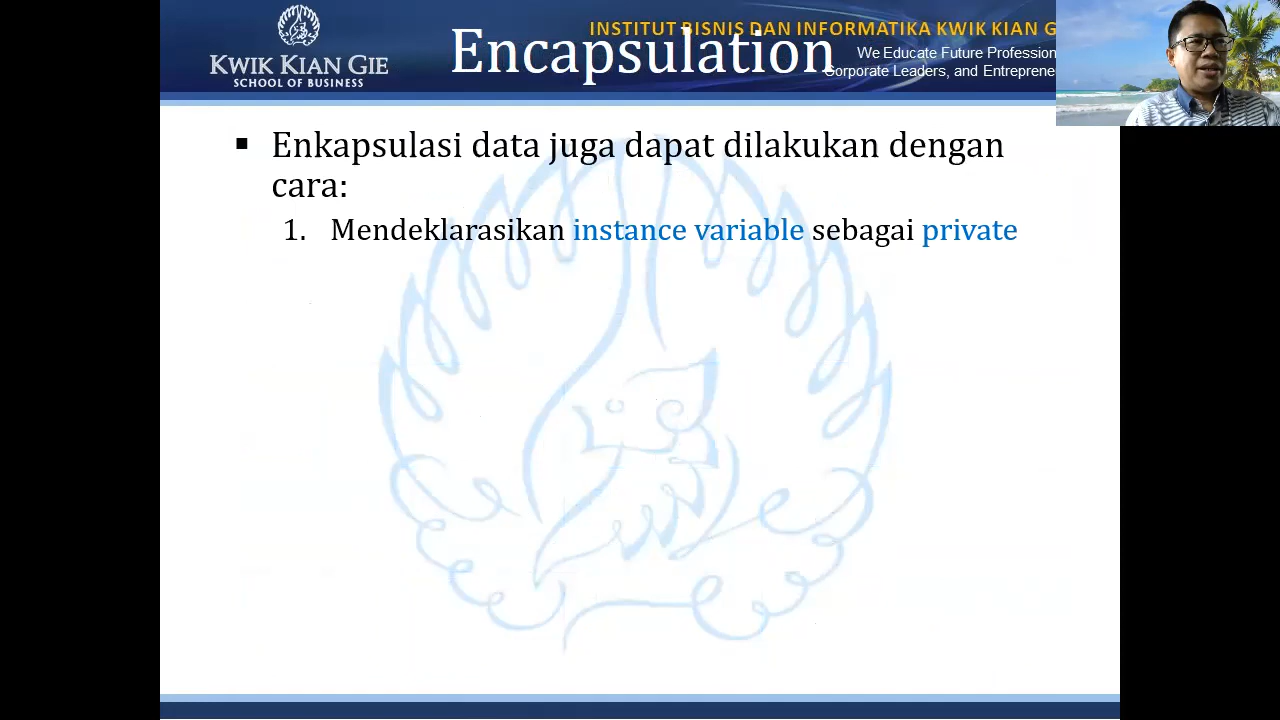 INSTITUT BISNIS DAN INFORMATIKA KWIK KIAN G
Encapsulation
We Educate Future Profession
Corporate Leaders, and Entreprene
KWIK KIAN GIE
SCHOOL OF BUSINESS
▪ Enkapsulasi data juga dapat dilakukan dengan
cara:
1. Mendeklarasikan instance variable sebagai private